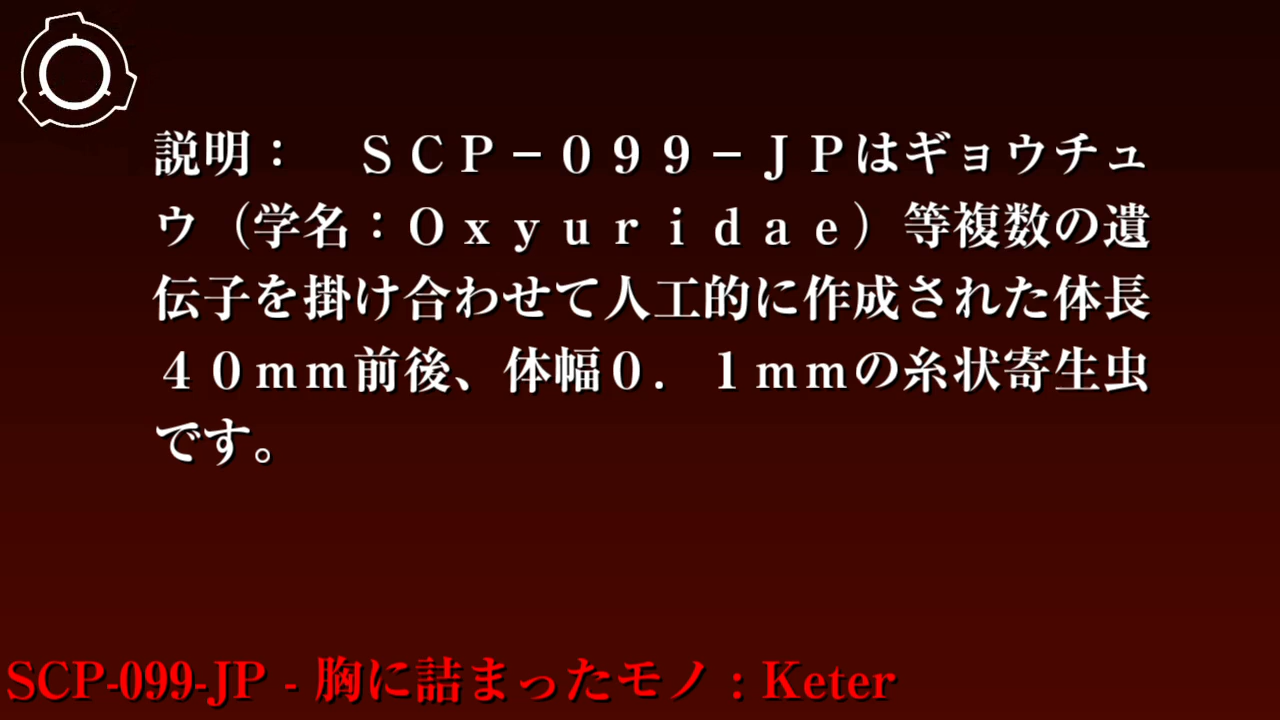 説明：　ＳＣＰ－０９９－ＪＰはギョウチュ
ウ（学名：Ｏｘｙｕｒｉｄａｅ）等複数の遺
伝子を掛け合わせて人工的に作成された体長
４０ｍｍ前後、体幅０．１ｍｍの糸状寄生虫
です。
SCP-099-JP - 胸に詰まったモノ：Keter